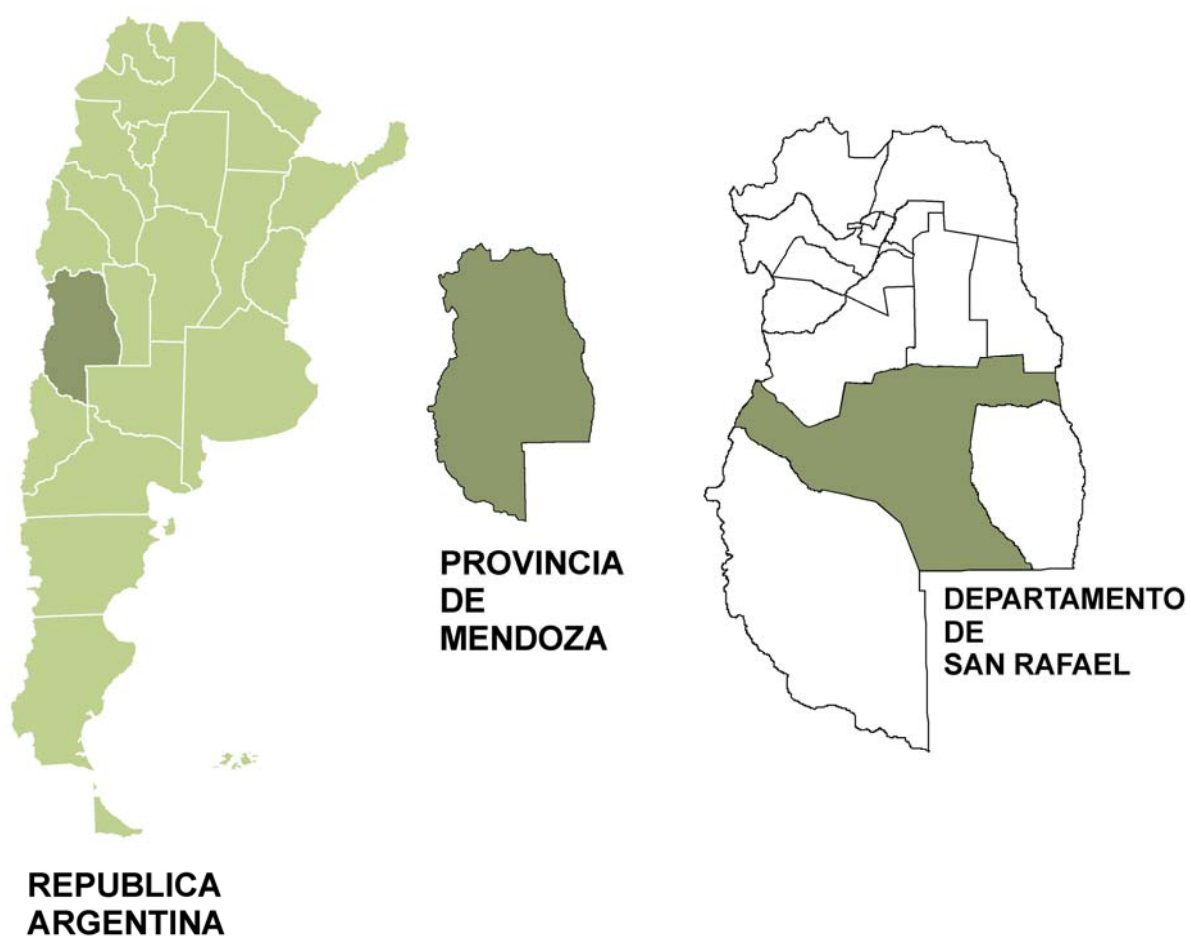 PROVINCIA
DE
MENDOZA
DEPARTAMENTO
DE
SAN RAFAEL
REPUBLICA
ARGENTINA